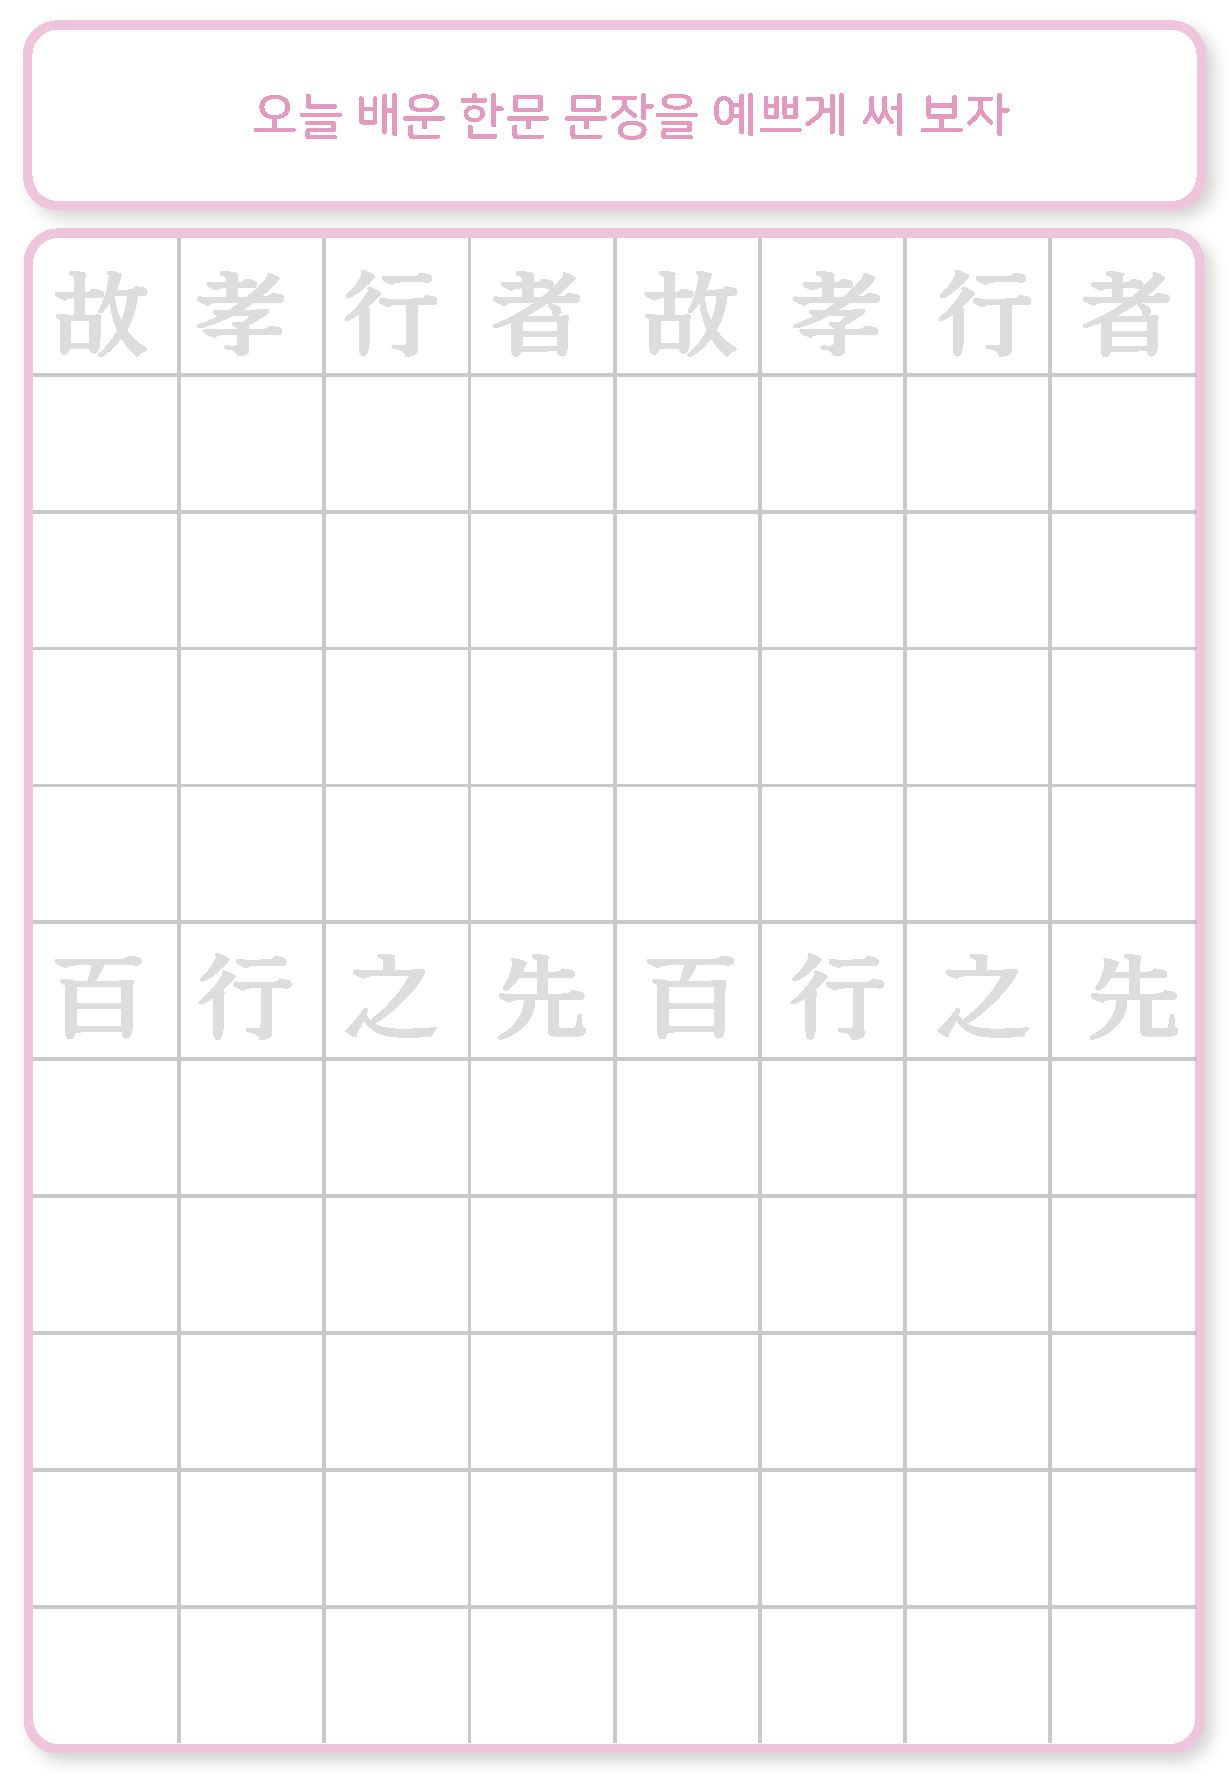 오늘 배운 한문 문장을 예쁘게 써 보자
故 孝 行 者 故 孝 行 者
百 行 之 先 百 行 之 先